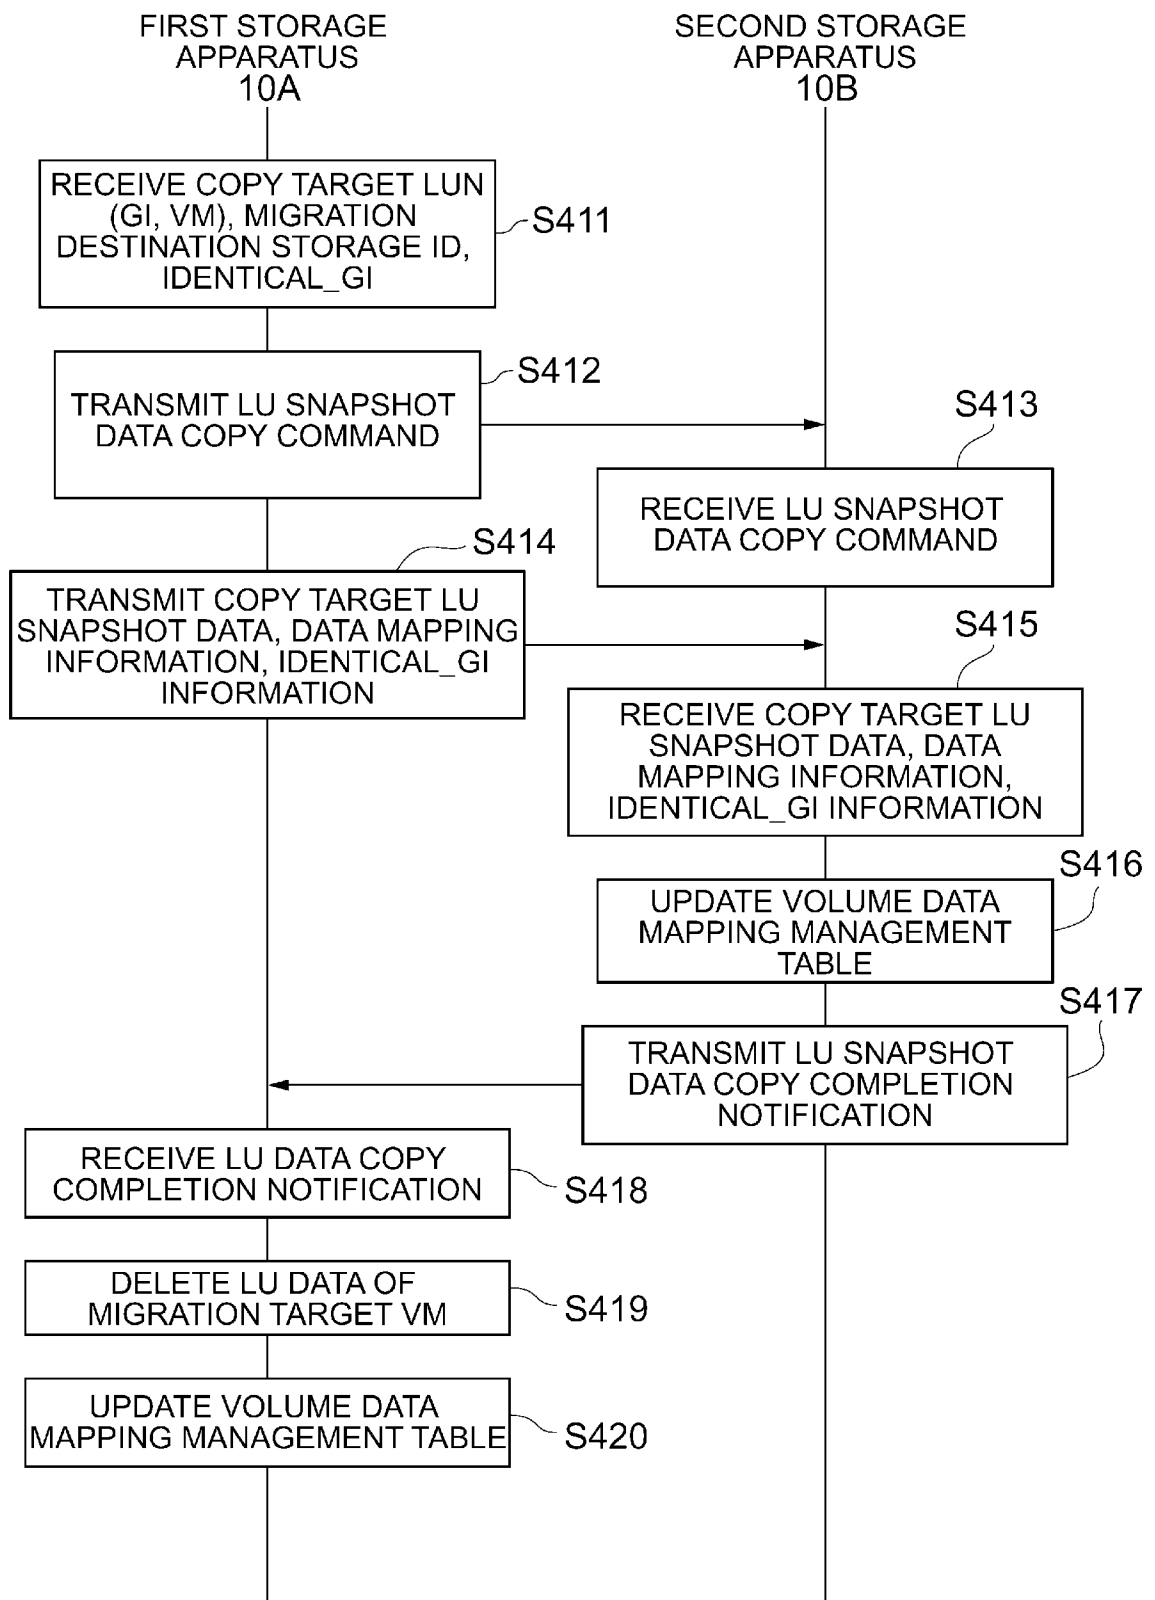 FIRST STORAGE
APPARATUS
10A
SECOND STORAGE
APPARATUS
10B
RECEIVE COPY TARGET LUN
(GI, VM), MIGRATION
DESTINATION STORAGE ID,
IDENTICAL_GI
S411
TRANSMIT LU SNAPSHOT
DATA COPY COMMAND
S412
S413
RECEIVE LU SNAPSHOT
DATA COPY COMMAND
S414
TRANSMIT COPY TARGET LU
SNAPSHOT DATA, DATA MAPPING
INFORMATION, IDENTICAL_GI
INFORMATION
S415
RECEIVE COPY TARGET LU
SNAPSHOT DATA, DATA
MAPPING INFORMATION,
IDENTICAL_GI INFORMATION
S416
UPDATE VOLUME DATA
MAPPING MANAGEMENT
TABLE
S417
TRANSMIT LU SNAPSHOT
DATA COPY COMPLETION
NOTIFICATION
RECEIVE LU DATA COPY
COMPLETION NOTIFICATION
S418
DELETE LU DATA OF
MIGRATION TARGET VM
S419
UPDATE VOLUME DATA
MAPPING MANAGEMENT TABLE
S420